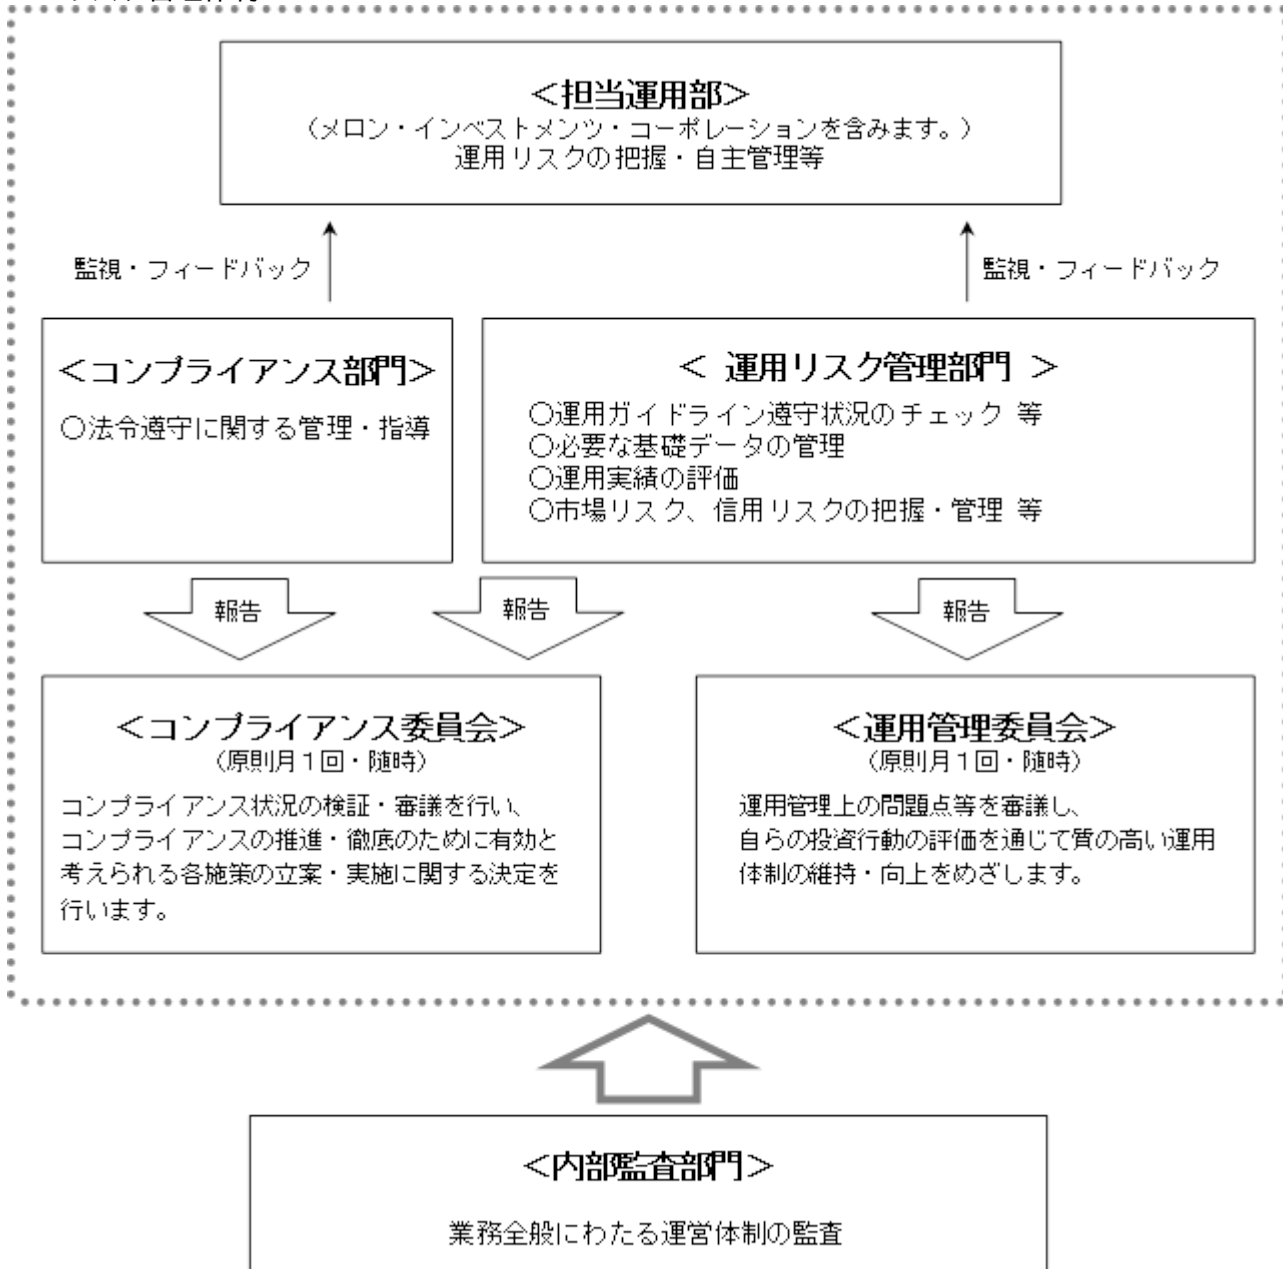 ＜担当運用部＞
（メロン・インベストメンツ・コーポレーションを含みます。）
運用リスクの把握・自主管理等
監視・フィードバック
監視・フィードバック
＜コンプライアンス部門＞
○法令遵守に関する管理・指導
＜ 運用リスク管理部門 ＞
○運用ガイドライン遵守状況のチェック 等
○必要な基礎データの管理
○運用実績の評価
○市場リスク、信用リスクの把握・管理 等
報告
報告
報告
＜コンプライアンス委員会＞
（原則月１回・随時）
コンプライアンス状況の検証・審議を行い、
コンプライアンスの推進・徹底のために有効と
考えられる各施策の立案・実施に関する決定を
行います。
＜運用管理委員会＞
（原則月１回・随時）
運用管理上の問題点等を審議し、
自らの投資行動の評価を通じて質の高い運用
体制の維持・向上をめざします。
＜内部監査部門＞
業務全般にわたる運営体制の監査